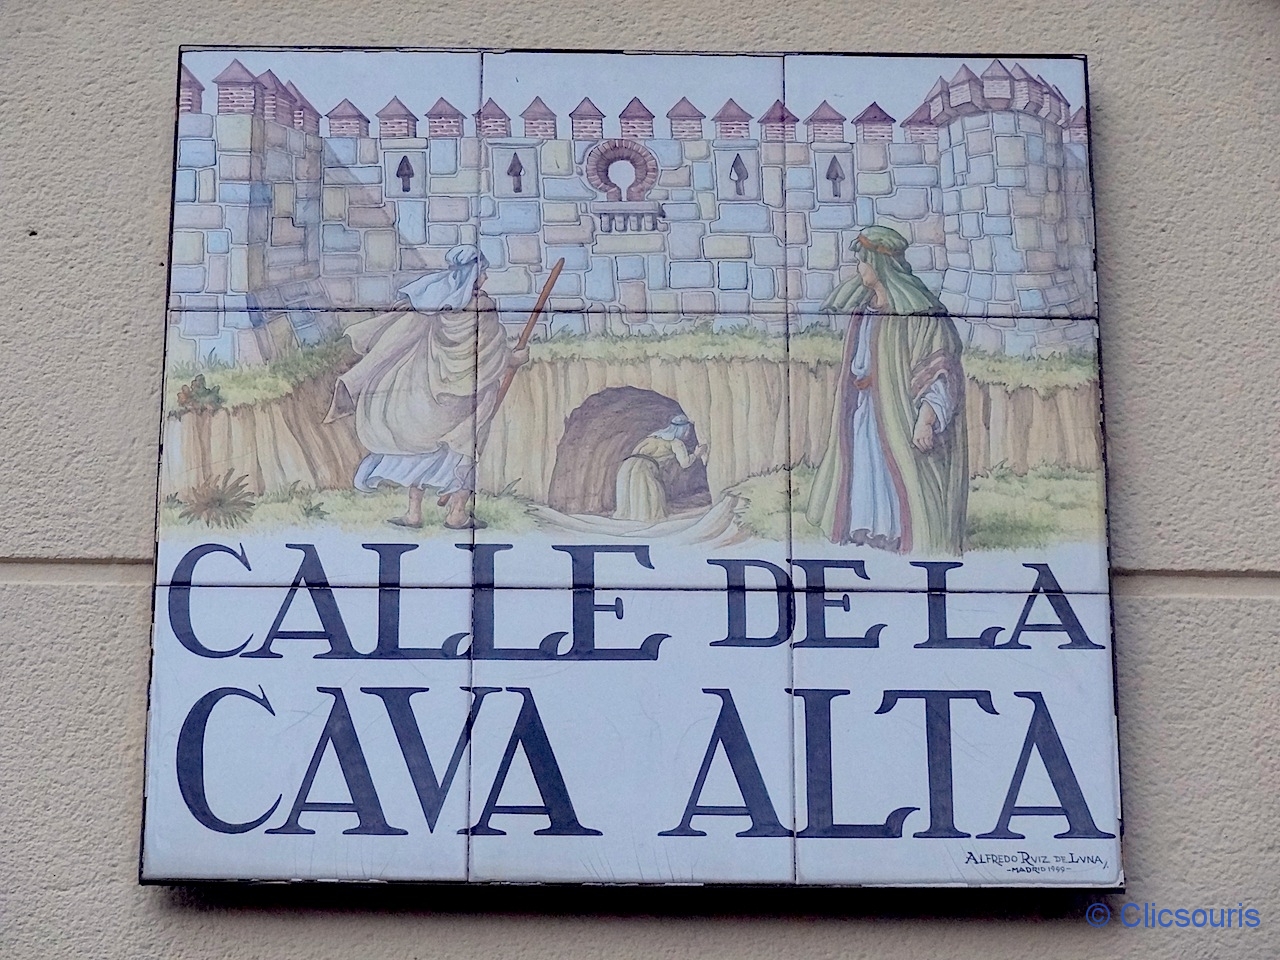 CALLE DE LA
CAVA ALTA
ALFREDO RVIZ DE LVNA
-MADRID 1999-
© Clicsouris